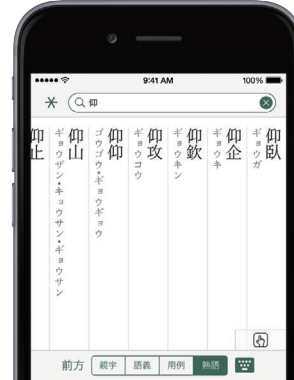 9:41 AM
100%
仰
仰臥
ギョウガ
仰企
ギョウキ
仰欽
ギョウキン
仰攻
ギョウコウ
仰仰
ゴウゴウ・ギョウギョウ
仰山
ギョウザン・キョウサン・ギョウサン
仰止
前方
親字
語義
用例
熟語